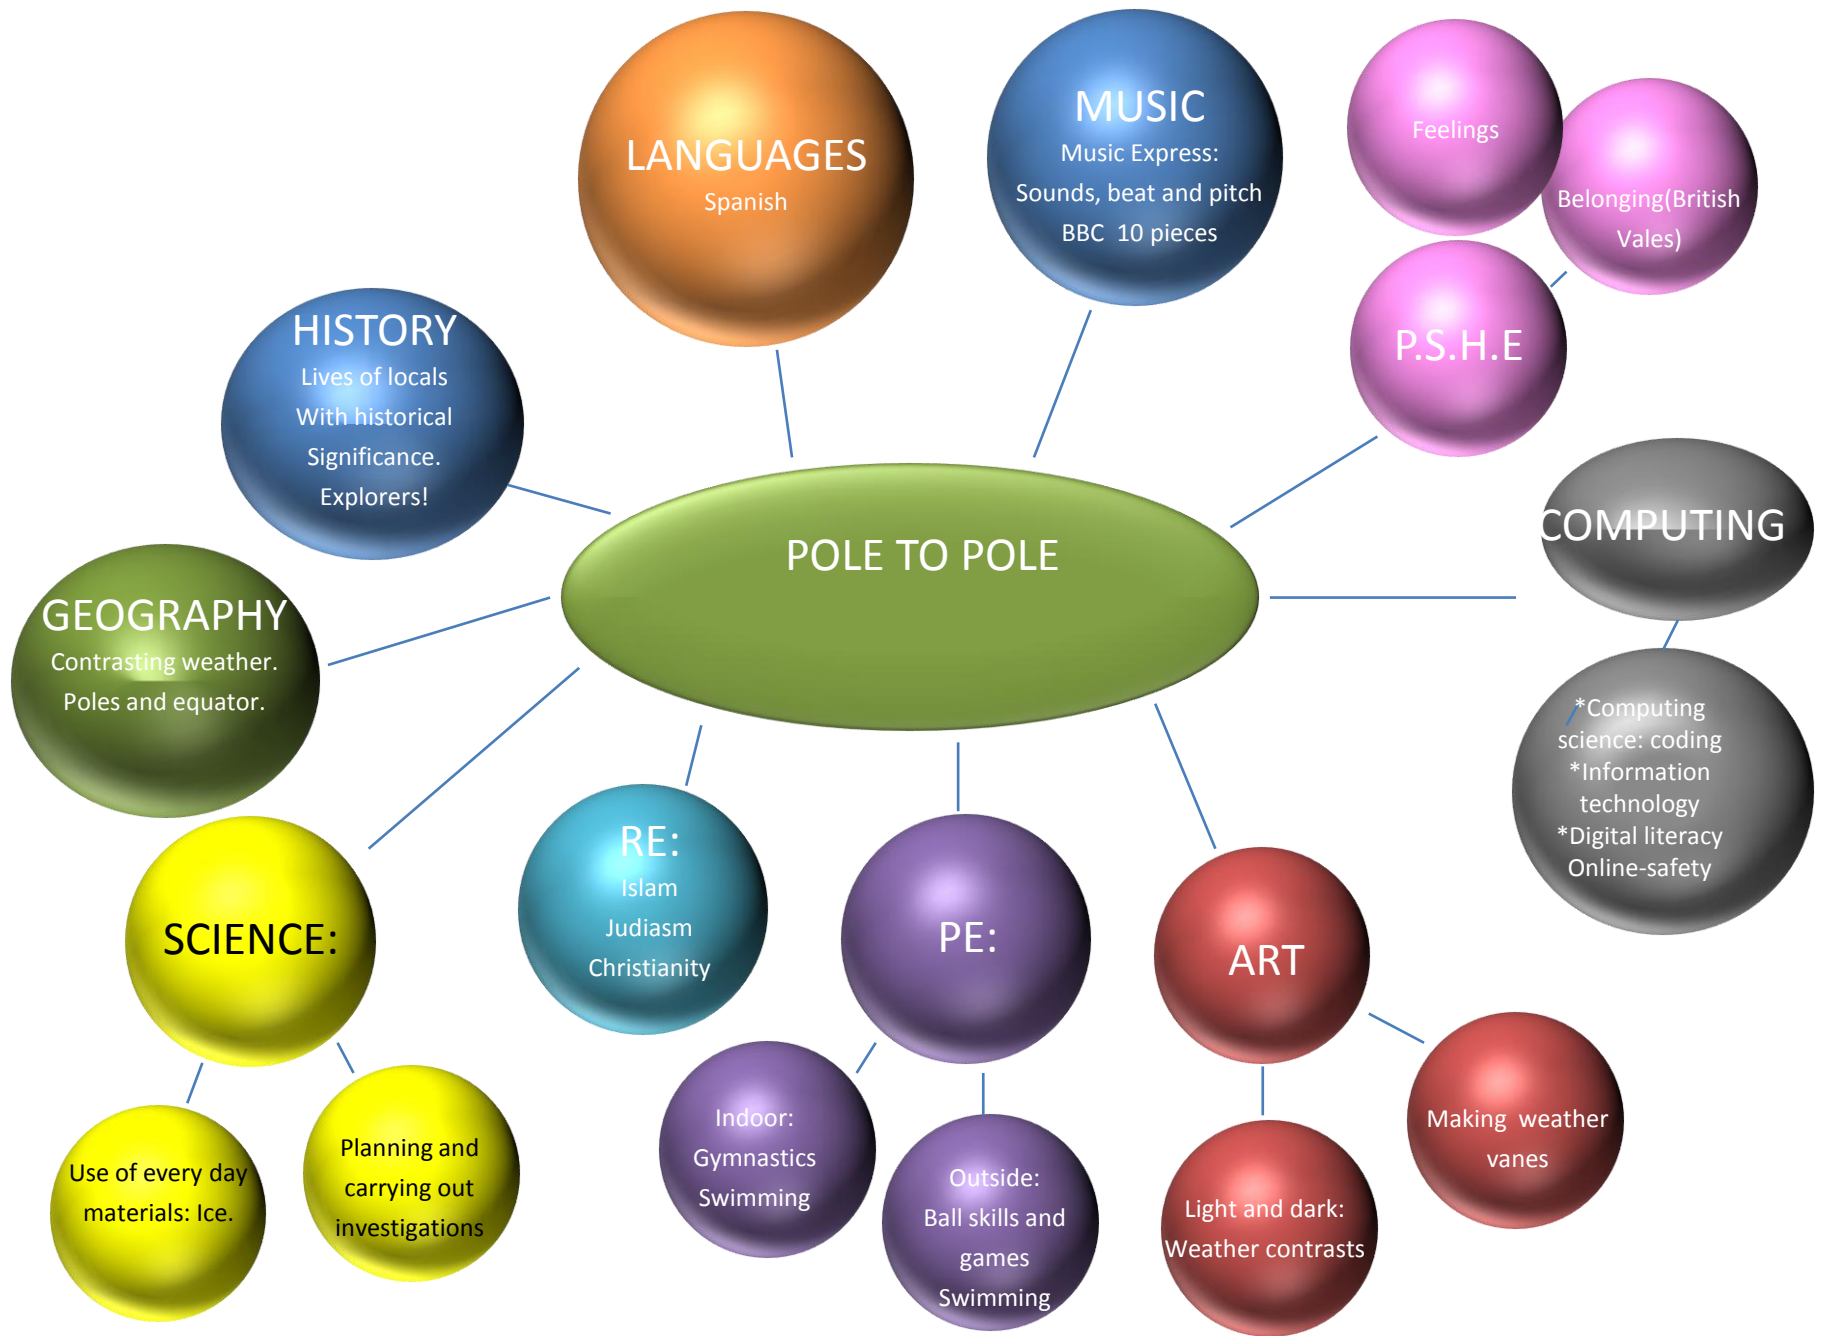 LANGUAGES
Spanish
MUSIC
Music Express:
Sounds, beat and pitch
BBC 10 pieces
Feelings
Belonging(British
Vales)
P.S.H.E
HISTORY
Lives of locals
With historical
Significance.
Explorers!
POLE TO POLE
COMPUTING
*Computing
science: coding
*Information
technology
*Digital literacy
Online-safety
GEOGRAPHY
Contrasting weather.
Poles and equator.
SCIENCE:
Use of every day
materials: Ice.
Planning and
carrying out
investigations
RE:
Islam
Judiasm
Christianity
PE:
Indoor:
Gymnastics
Swimming
Outside:
Ball skills and
games
Swimming
ART
Light and dark:
Weather contrasts
Making weather
vanes